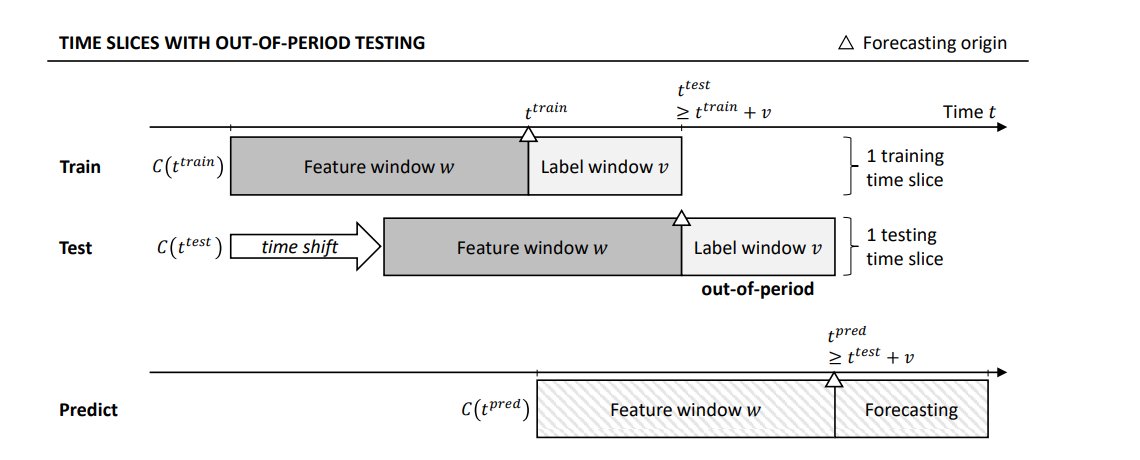 TIME SLICES WITH OUT-OF-PERIOD TESTING
△ Forecasting origin
t^train
t^test
≥ t^train + v
Time t
Train
C(t^train)
Feature window w
Label window v
1 training
time slice
Test
C(t^test)
time shift
Feature window w
Label window v
1 testing
time slice
out-of-period
t^pred
≥ t^test + v
Predict
C(t^pred)
Feature window w
Forecasting